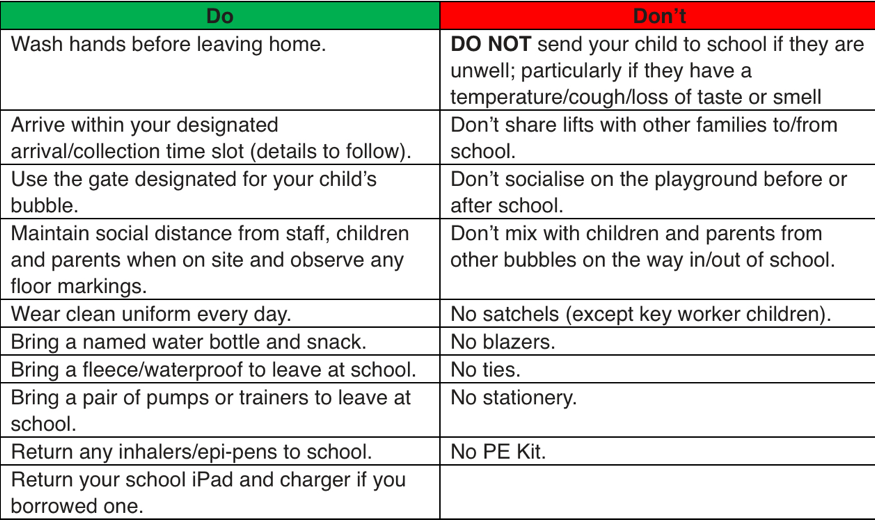 Do
Don't
Wash hands before leaving home.
DO NOT send your child to school if they are
unwell; particularly if they have a
temperature/cough/loss of taste or smell
Arrive within your designated
arrival/collection time slot (details to follow).
Don't share lifts with other families to/from
school.
Use the gate designated for your child's
bubble.
Don't socialise on the playground before or
after school.
Maintain social distance from staff, children
and parents when on site and observe any
floor markings.
Don't mix with children and parents from
other bubbles on the way in/out of school.
Wear clean uniform every day.
No satchels (except key worker children).
Bring a named water bottle and snack.
No blazers.
Bring a fleece/waterproof to leave at school.
No ties.
Bring a pair of pumps or trainers to leave at
school.
No stationery.
Return any inhalers/epi-pens to school.
No PE Kit.
Return your school iPad and charger if you
borrowed one.